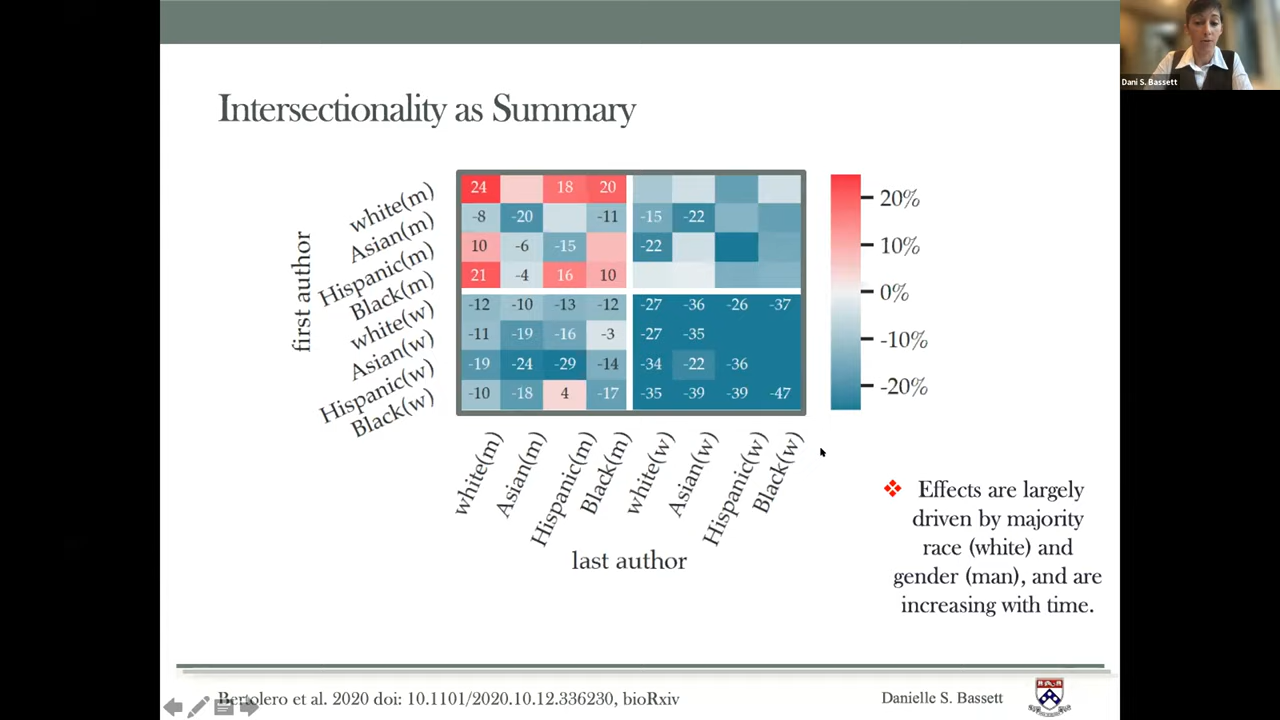 Dani S. Bassett
Intersectionality as Summary
first author
white(m)
Asian(m)
Hispanic(m)
Black(m)
white(w)
Asian(w)
Hispanic(w)
Black(w)
24 18 20
-8 -20 -11 -15 -22
10 -6 -15 -22
21 -4 16 10
-12 -10 -13 -12 -27 -36 -26 -37
-11 -19 -16 -3 -27 -35
-19 -24 -29 -14 -34 -22 -36
-10 -18 4 -17 -35 -39 -39 -47
white(m) Asian(m) Hispanic(m) Black(m) white(w) Asian(w) Hispanic(w) Black(w)
last author
20%
10%
0%
-10%
-20%
Effects are largely
driven by majority
race (white) and
gender (man), and are
increasing with time.
Bertolero et al. 2020 doi: 10.1101/2020.10.12.336230, bioRxiv
Danielle S. Bassett